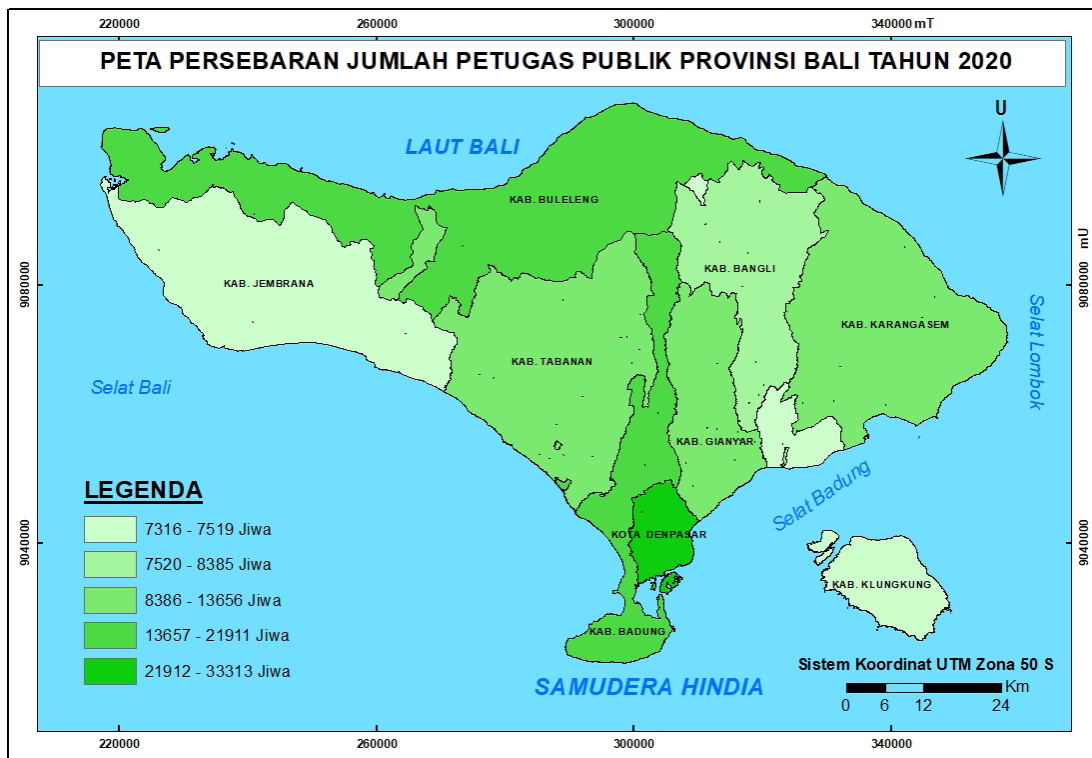 220000 260000 300000 340000 mT
PETA PERSEBARAN JUMLAH PETUGAS PUBLIK PROVINSI BALI TAHUN 2020
U
LAUT BALI
KAB. BULELENG
mU
9080000
KAB. JEMBRANA
KAB. BANGLI
9080000
KAB. KARANGASEM
Selat Lombok
KAB. TABANAN
Selat Bali
KAB. GIANYAR
Selat Badung
LEGENDA
7316 - 7519 Jiwa
7520 - 8385 Jiwa
8386 - 13656 Jiwa
13657 - 21911 Jiwa
21912 - 33313 Jiwa
9040000
KOTA DENPASAR
9040000
KAB. KLUNGKUNG
KAB. BADUNG
Sistem Koordinat UTM Zona 50 S
SAMUDERA HINDIA
Km
0 6 12 24
220000 260000 300000 340000